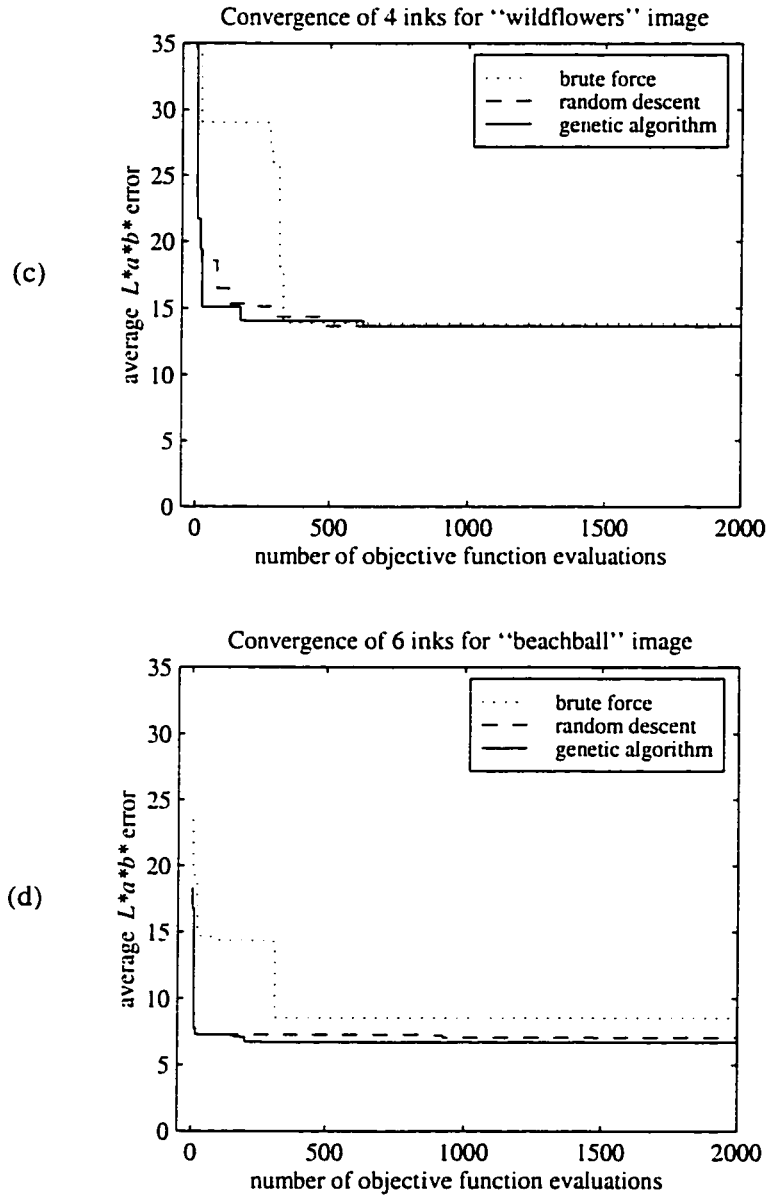 Convergence of 4 inks for ‘‘wildflowers’’ image
35
30
25
20
15
10
5
0
average L*a*b* error
(c)
brute force
random descent
genetic algorithm
0 500 1000 1500 2000
number of objective function evaluations
Convergence of 6 inks for ‘‘beachball’’ image
35
30
25
20
15
10
5
0
average L*a*b* error
(d)
brute force
random descent
genetic algorithm
0 500 1000 1500 2000
number of objective function evaluations